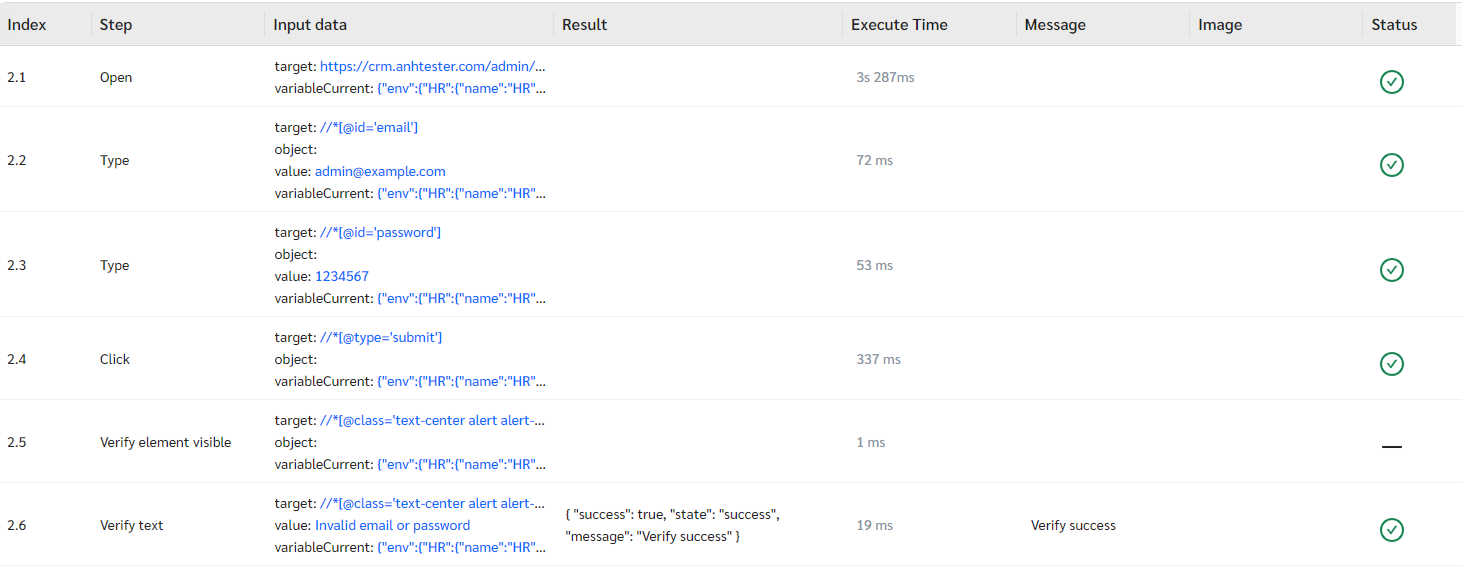 Index Step Input data Result Execute Time Message Image Status
target: https://crm.anhtester.com/admin/...
2.1 Open 3s 287ms
variableCurrent: {"env":{"HR":{"name":"HR"...
target: //*[@id='email']
object:
2.2 Type 72 ms
value: admin@example.com
variableCurrent: {"env":{"HR":{"name":"HR"...
target: //*[@id='password']
object:
2.3 Type 53 ms
value: 1234567
variableCurrent: {"env":{"HR":{"name":"HR"...
target: //*[@type='submit']
2.4 Click object: 337 ms
variableCurrent: {"env":{"HR":{"name":"HR"...
target: //*[@class='text-center alert alert-...
2.5 Verify element visible object: 1 ms
variableCurrent: {"env":{"HR":{"name":"HR"...
target: //*[@class='text-center alert alert-...
{ "success": true, "state": "success",
2.6 Verify text value: Invalid email or password 19 ms Verify success
"message": "Verify success" }
variableCurrent: {"env":{"HR":{"name":"HR"...